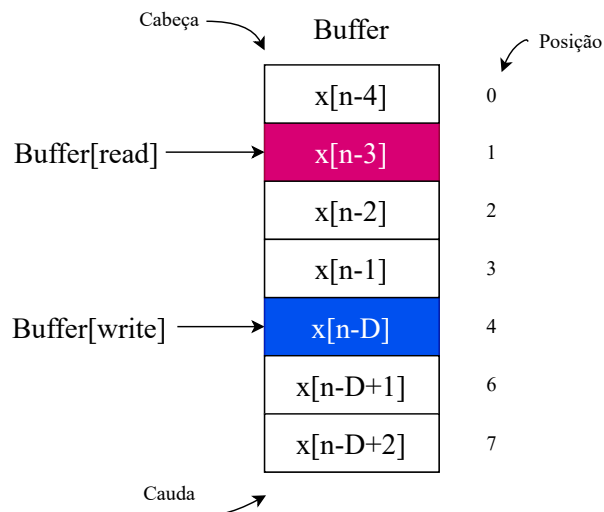 Cabeça
Buffer
Posição
x[n-4]
0
Buffer[read]
x[n-3]
1
x[n-2]
2
x[n-1]
3
Buffer[write]
x[n-D]
4
x[n-D+1]
6
x[n-D+2]
7
Cauda